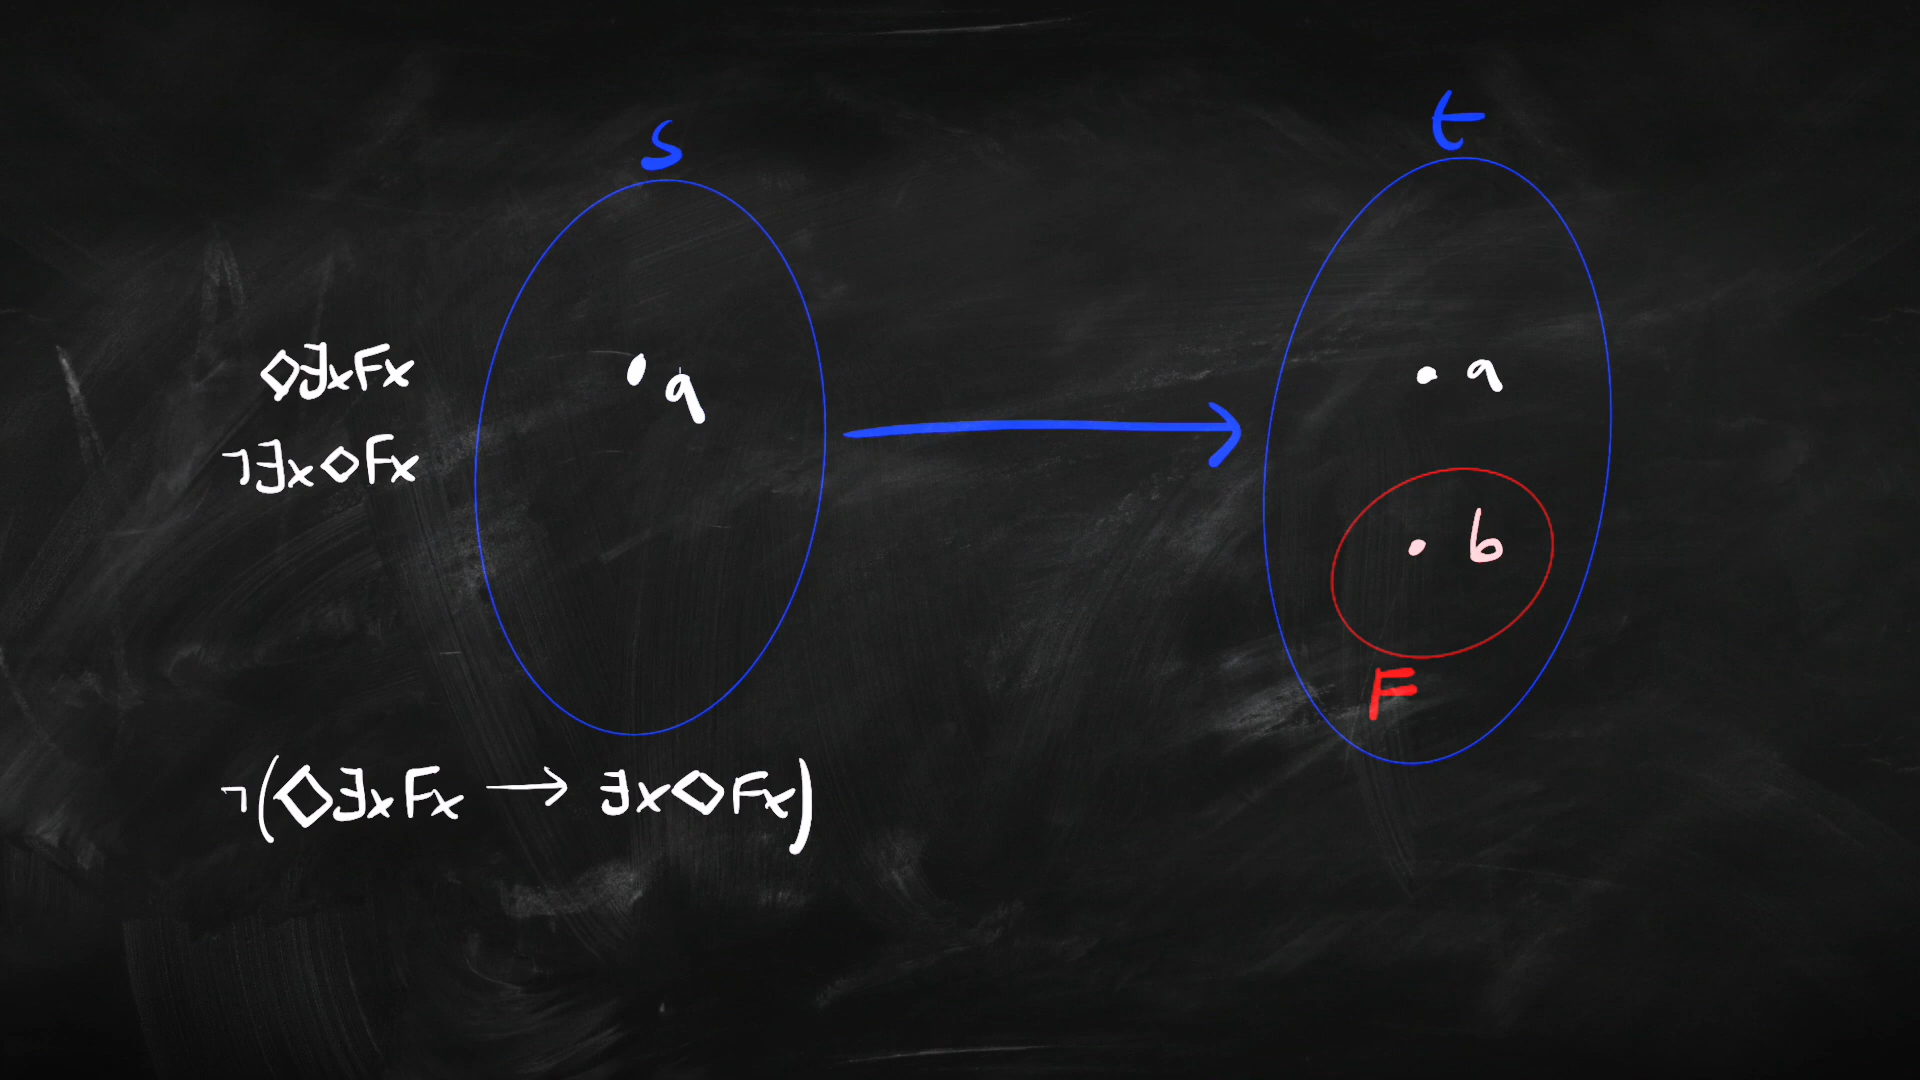 s
t
◇∃xFx
a
a
¬∃x◇Fx
b
F
¬(◇∃xFx → ∃x◇Fx)